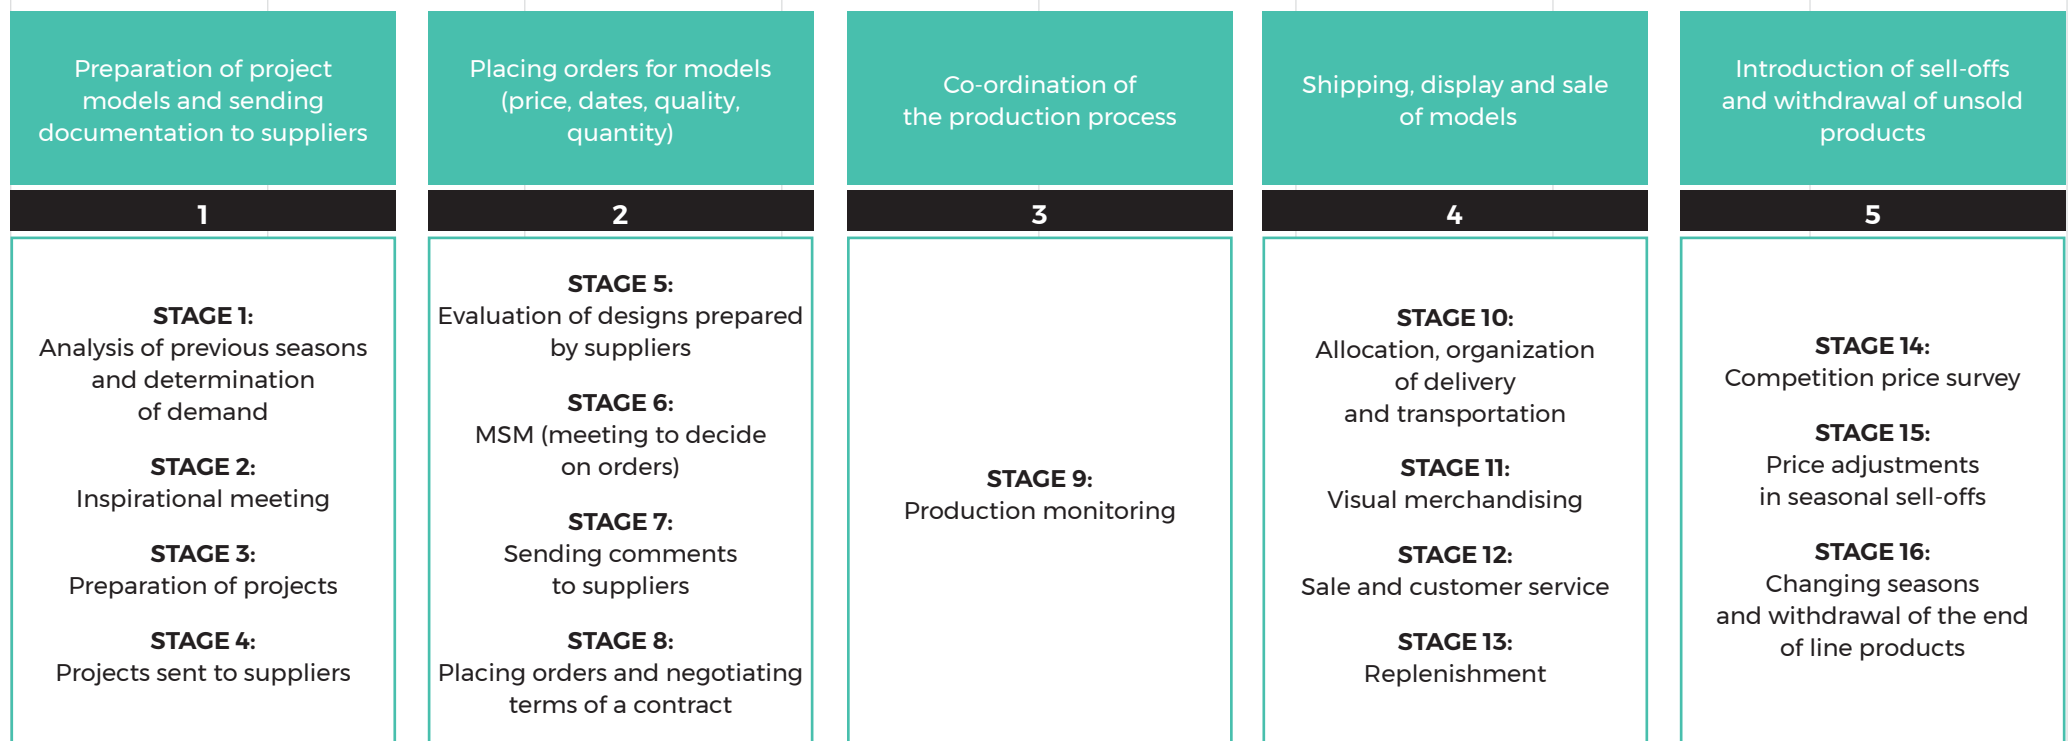 Preparation of project
models and sending
documentation to suppliers
1
STAGE 1:
Analysis of previous seasons
and determination
of demand
STAGE 2:
Inspirational meeting
STAGE 3:
Preparation of projects
STAGE 4:
Projects sent to suppliers
Placing orders for models
(price, dates, quality,
quantity)
2
STAGE 5:
Evaluation of designs prepared
by suppliers
STAGE 6:
MSM (meeting to decide
on orders)
STAGE 7:
Sending comments
to suppliers
STAGE 8:
Placing orders and negotiating
terms of a contract
Co-ordination of
the production process
3
STAGE 9:
Production monitoring
Shipping, display and sale
of models
4
STAGE 10:
Allocation, organization
of delivery
and transportation
STAGE 11:
Visual merchandising
STAGE 12:
Sale and customer service
STAGE 13:
Replenishment
Introduction of sell-offs
and withdrawal of unsold
products
5
STAGE 14:
Competition price survey
STAGE 15:
Price adjustments
in seasonal sell-offs
STAGE 16:
Changing seasons
and withdrawal of the end
of line products